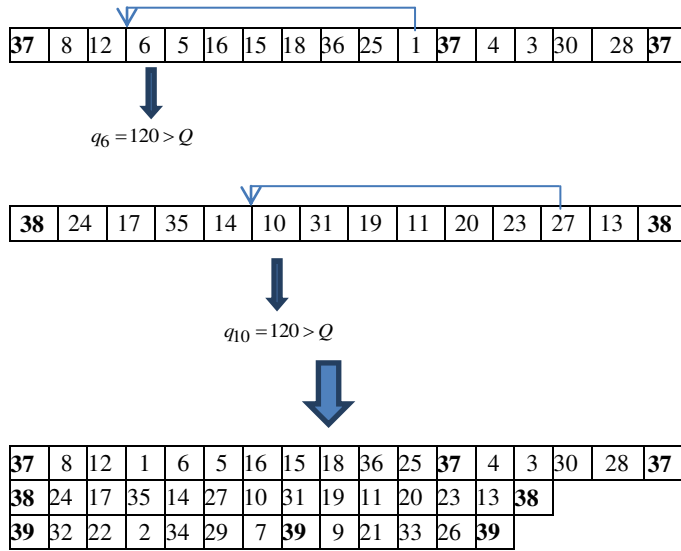 37 8 12 6 5 16 15 18 36 25 1 37 4 3 30 28 37
q6 = 120 > Q
38 24 17 35 14 10 31 19 11 20 23 27 13 38
q10 = 120 > Q
37 8 12 1 6 5 16 15 18 36 25 37 4 3 30 28 37
38 24 17 35 14 27 10 31 19 11 20 23 13 38
39 32 22 2 34 29 7 39 9 21 33 26 39